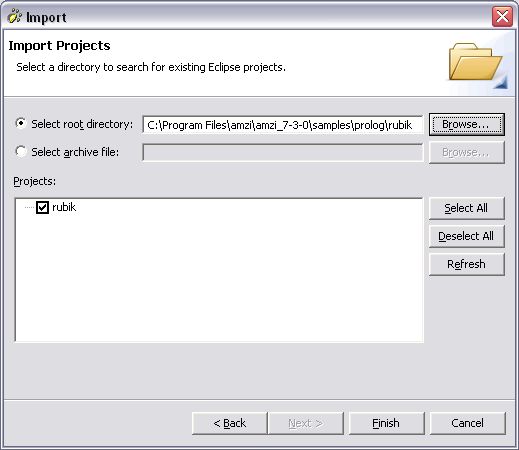 Import
Import Projects
Select a directory to search for existing Eclipse projects.
Select root directory: C:\Program Files\amzi\amzi_7-3-0\samples\prolog\rubik Browse...
Select archive file: Browse...
Projects:
rubik
Select All
Deselect All
Refresh
< Back Next > Finish Cancel